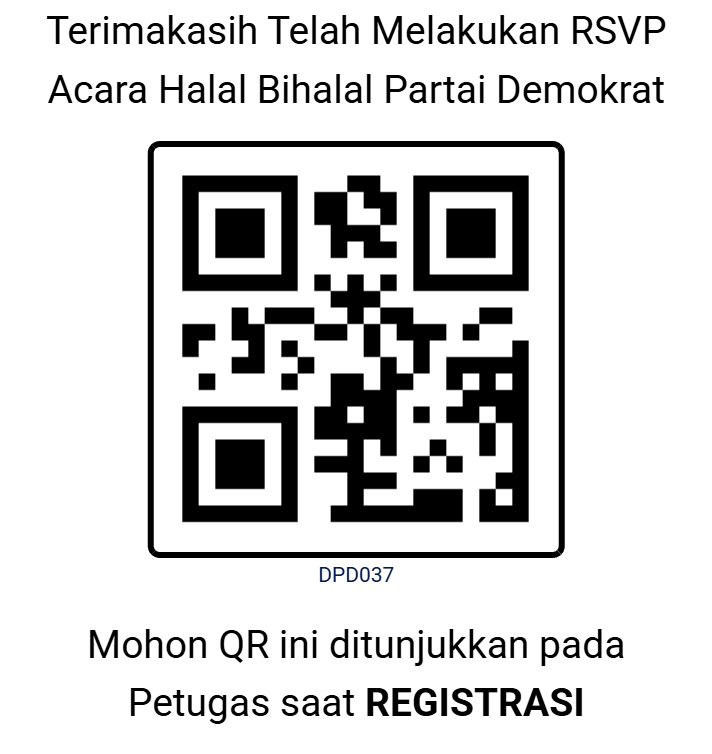 Terimakasih Telah Melakukan RSVP
Acara Halal Bihalal Partai Demokrat
DPD037
Mohon QR ini ditunjukkan pada
Petugas saat REGISTRASI